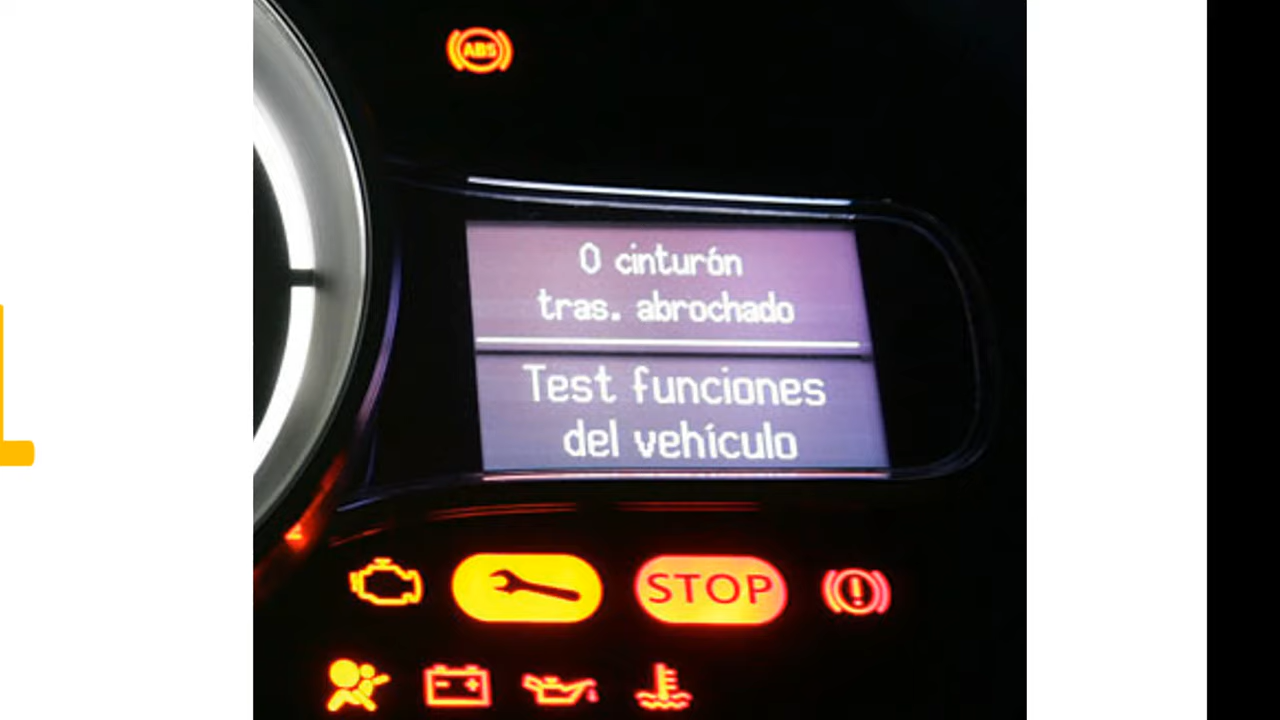 ABS
0 cinturón
tras. abrochado
Test funciones
del vehículo
STOP